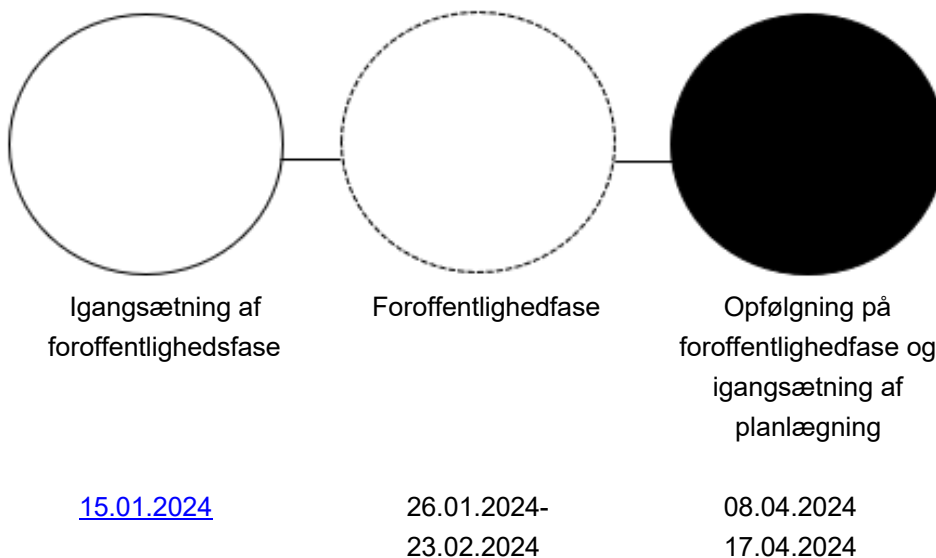 Igangsætning af
foroffentlighedsfase
Foroffentlighedfase
Opfølgning på
foroffentlighedfase og
igangsætning af
planlægning
15.01.2024
26.01.2024-
23.02.2024
08.04.2024
17.04.2024